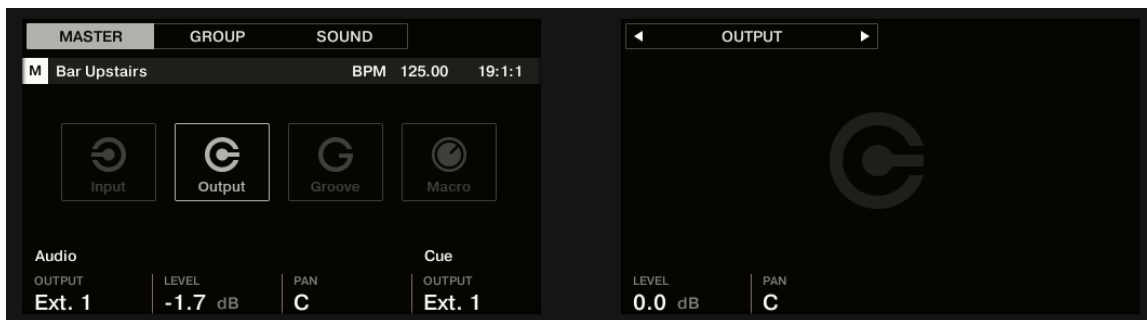 MASTER GROUP SOUND
M Bar Upstairs BPM 125.00 19:1:1
Input Output Groove Macro
Audio Cue
OUTPUT LEVEL PAN OUTPUT
Ext. 1 -1.7 dB C Ext. 1
OUTPUT
LEVEL PAN
0.0 dB C